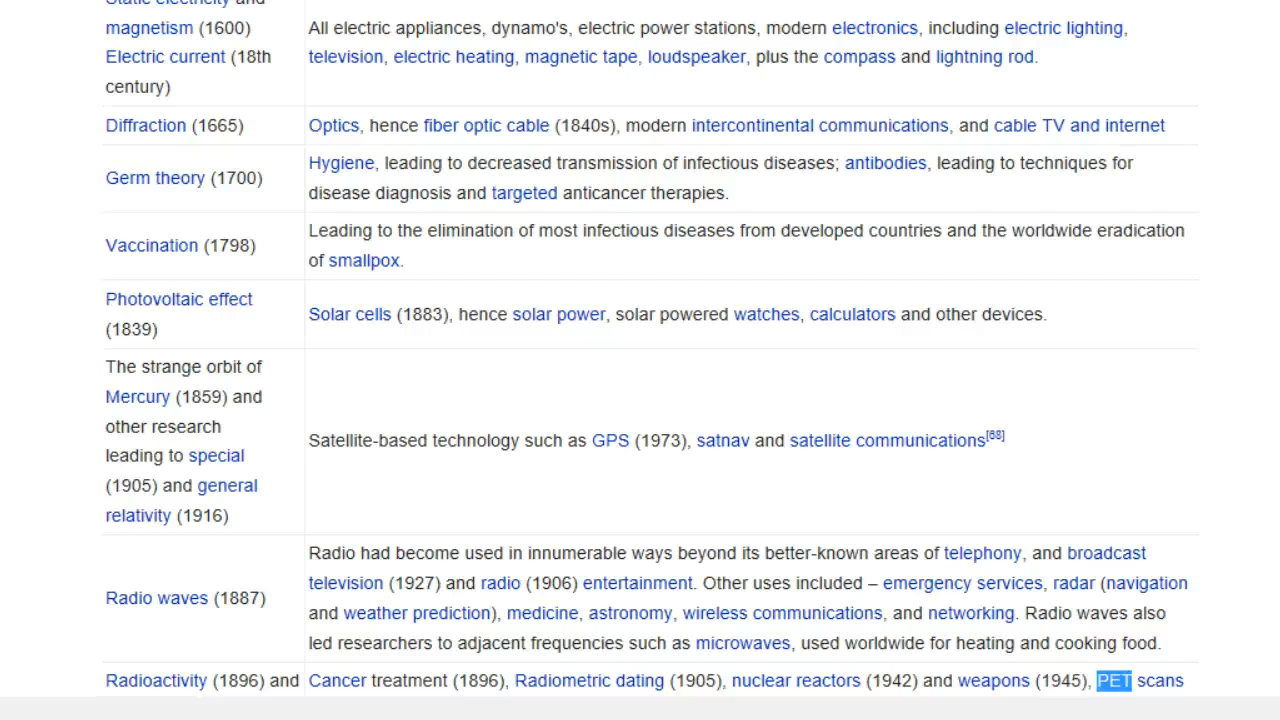 Static electricity and
magnetism (1600)
Electric current (18th
century)
All electric appliances, dynamo's, electric power stations, modern electronics, including electric lighting,
television, electric heating, magnetic tape, loudspeaker, plus the compass and lightning rod.
Diffraction (1665)
Optics, hence fiber optic cable (1840s), modern intercontinental communications, and cable TV and internet
Germ theory (1700)
Hygiene, leading to decreased transmission of infectious diseases; antibodies, leading to techniques for
disease diagnosis and targeted anticancer therapies.
Vaccination (1798)
Leading to the elimination of most infectious diseases from developed countries and the worldwide eradication
of smallpox.
Photovoltaic effect
(1839)
Solar cells (1883), hence solar power, solar powered watches, calculators and other devices.
The strange orbit of
Mercury (1859) and
other research
leading to special
(1905) and general
relativity (1916)
Satellite-based technology such as GPS (1973), satnav and satellite communications[68]
Radio waves (1887)
Radio had become used in innumerable ways beyond its better-known areas of telephony, and broadcast
television (1927) and radio (1906) entertainment. Other uses included – emergency services, radar (navigation
and weather prediction), medicine, astronomy, wireless communications, and networking. Radio waves also
led researchers to adjacent frequencies such as microwaves, used worldwide for heating and cooking food.
Radioactivity (1896) and
Cancer treatment (1896), Radiometric dating (1905), nuclear reactors (1942) and weapons (1945), PET scans